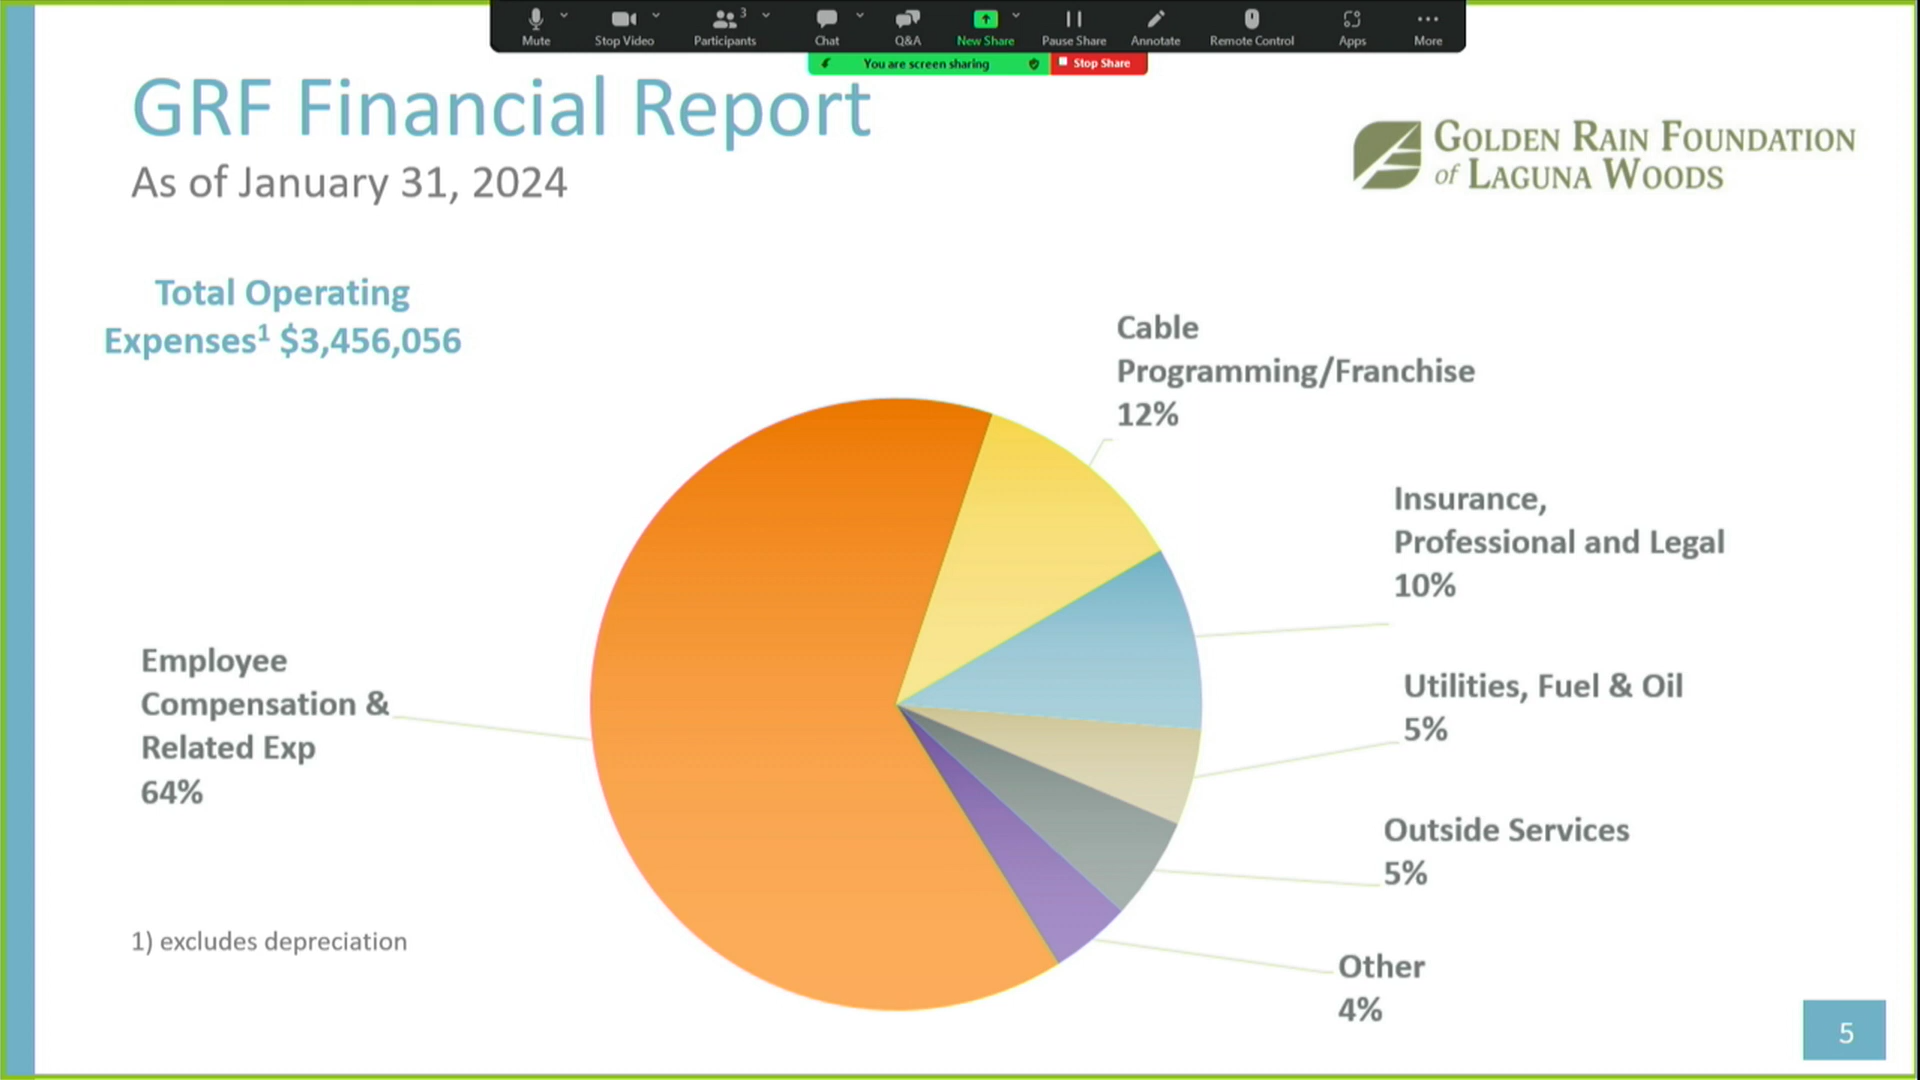 Mute
Stop Video
Participants
3
Chat
Q&A
New Share
Pause Share
Annotate
Remote Control
Apps
More
You are screen sharing
Stop Share
GRF Financial Report
As of January 31, 2024
GOLDEN RAIN FOUNDATION
of LAGUNA WOODS
Total Operating
Expenses¹ $3,456,056
Cable
Programming/Franchise
12%
Insurance,
Professional and Legal
10%
Utilities, Fuel & Oil
5%
Outside Services
5%
Other
4%
Employee
Compensation &
Related Exp
64%
1) excludes depreciation
5